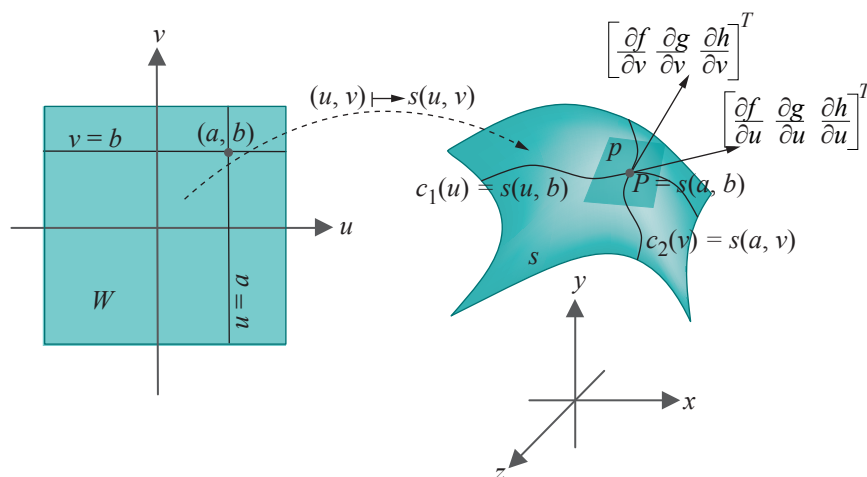 v
(u, v) ↦ s(u, v)
v = b
(a, b)
u
W
u = a
[∂f/∂v ∂g/∂v ∂h/∂v]^T
[∂f/∂u ∂g/∂u ∂h/∂u]^T
p
c₁(u) = s(u, b)
P = s(a, b)
c₂(v) = s(a, v)
s
y
x
z